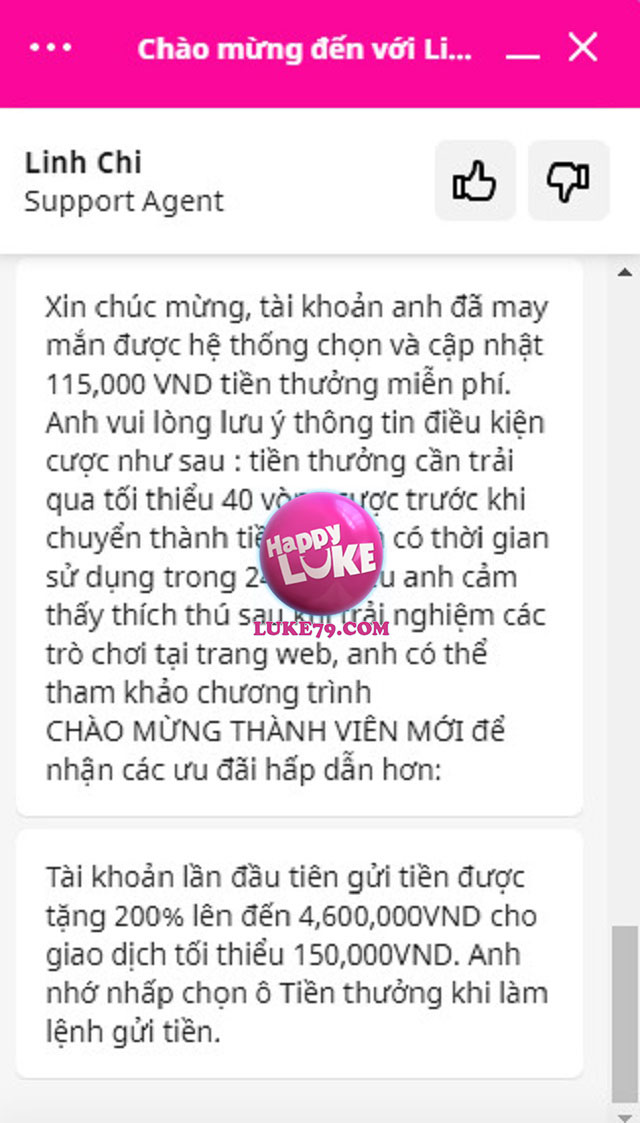 Chào mừng đến với Li...
Linh Chi
Support Agent
Xin chúc mừng, tài khoản anh đã may
mắn được hệ thống chọn và cập nhật
115,000 VND tiền thưởng miễn phí.
Anh vui lòng lưu ý thông tin điều kiện
cược như sau : tiền thưởng cần trải
qua tối thiểu 40 cược trước khi
chuyển thành có thời gian
sử dụng trong anh cảm
thấy thích thú sau khi trải nghiệm các
trò chơi tại trang web, anh có thể
tham khảo chương trình
CHÀO MỪNG THÀNH VIÊN MỚI để
nhận các ưu đãi hấp dẫn hơn:
Happy
LUKE
LUKE79.COM
Tài khoản lần đầu tiên gửi tiền được
tặng 200% lên đến 4,600,000VND cho
giao dịch tối thiểu 150,000VND. Anh
nhớ nhấp chọn ô Tiền thưởng khi làm
lệnh gửi tiền.